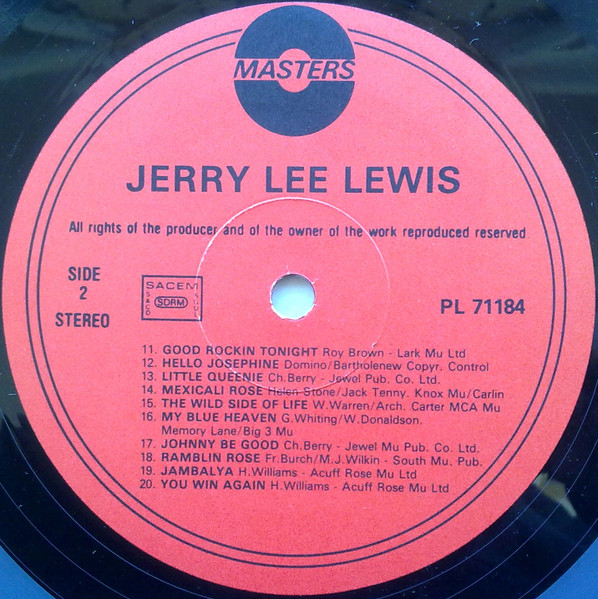 MASTERS
JERRY LEE LEWIS
All rights of the producer and of the owner of the work reproduced reserved
SIDE
2
STEREO
SACEM
SDRM
SACD
PL 71184
11. GOOD ROCKIN TONIGHT Roy Brown - Lark Mu Ltd
12. HELLO JOSEPHINE Domino/Bartholenew Copyr. Control
13. LITTLE QUEENIE Ch.Berry - Jewel Pub. Co. Ltd.
14. MEXICALI ROSE Helen Stone/Jack Tenny. Knox Mu/Carlin
15. THE WILD SIDE OF LIFE W.Warren/Arch. Carter MCA Mu
16. MY BLUE HEAVEN G.Whiting/W.Donaldson.
Memory Lane/Big 3 Mu
17. JOHNNY BE GOOD Ch.Berry - Jewel Mu Pub. Co. Ltd.
18. RAMBLIN ROSE Fr.Burch/M.J.Wilkin - South Mu. Pub.
19. JAMBALYA H.Williams - Acuff Rose Mu Ltd
20. YOU WIN AGAIN H.Williams - Acuff Rose Mu Ltd